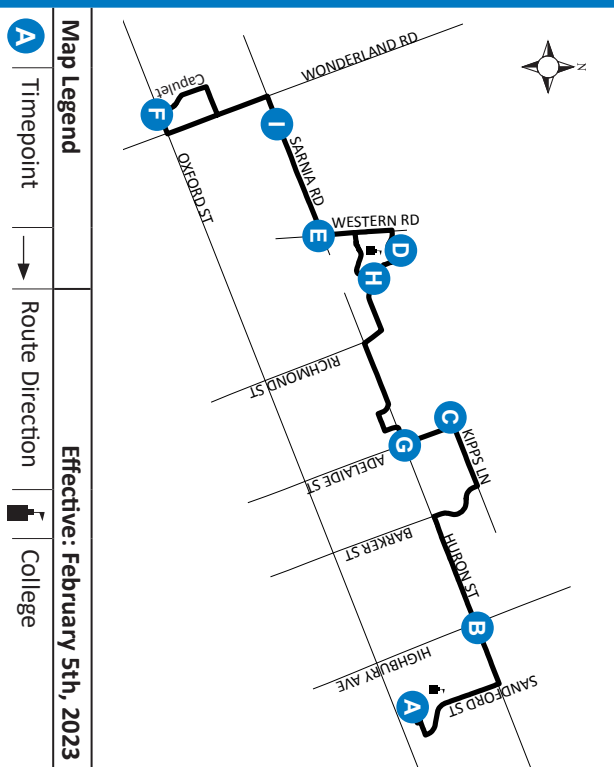 N
WONDERLAND RD
Capulet
F
I
OXFORD ST
SARNIA RD
WESTERN RD
E
D
H
RICHMOND ST
C
KIPPS LN
G
ADELAIDE ST
BARKER ST
HURON ST
B
HIGHBURY AVE
SANDFORD ST
A
Map Legend
Effective: February 5th, 2023
A Timepoint
Route Direction
College